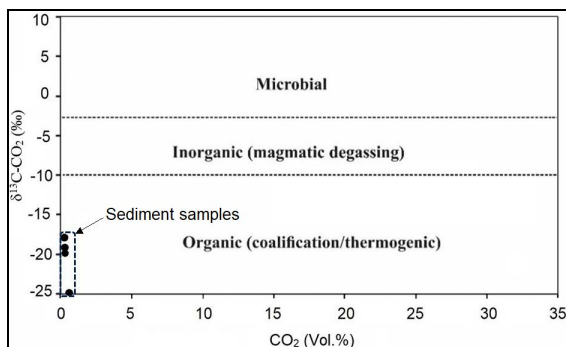 10
5
0
-5
-10
-15
-20
-25
δ¹³C-CO₂ (‰)
Microbial
Inorganic (magmatic degassing)
Sediment samples
Organic (coalification/thermogenic)
0 5 10 15 20 25 30 35
CO₂ (Vol.%)